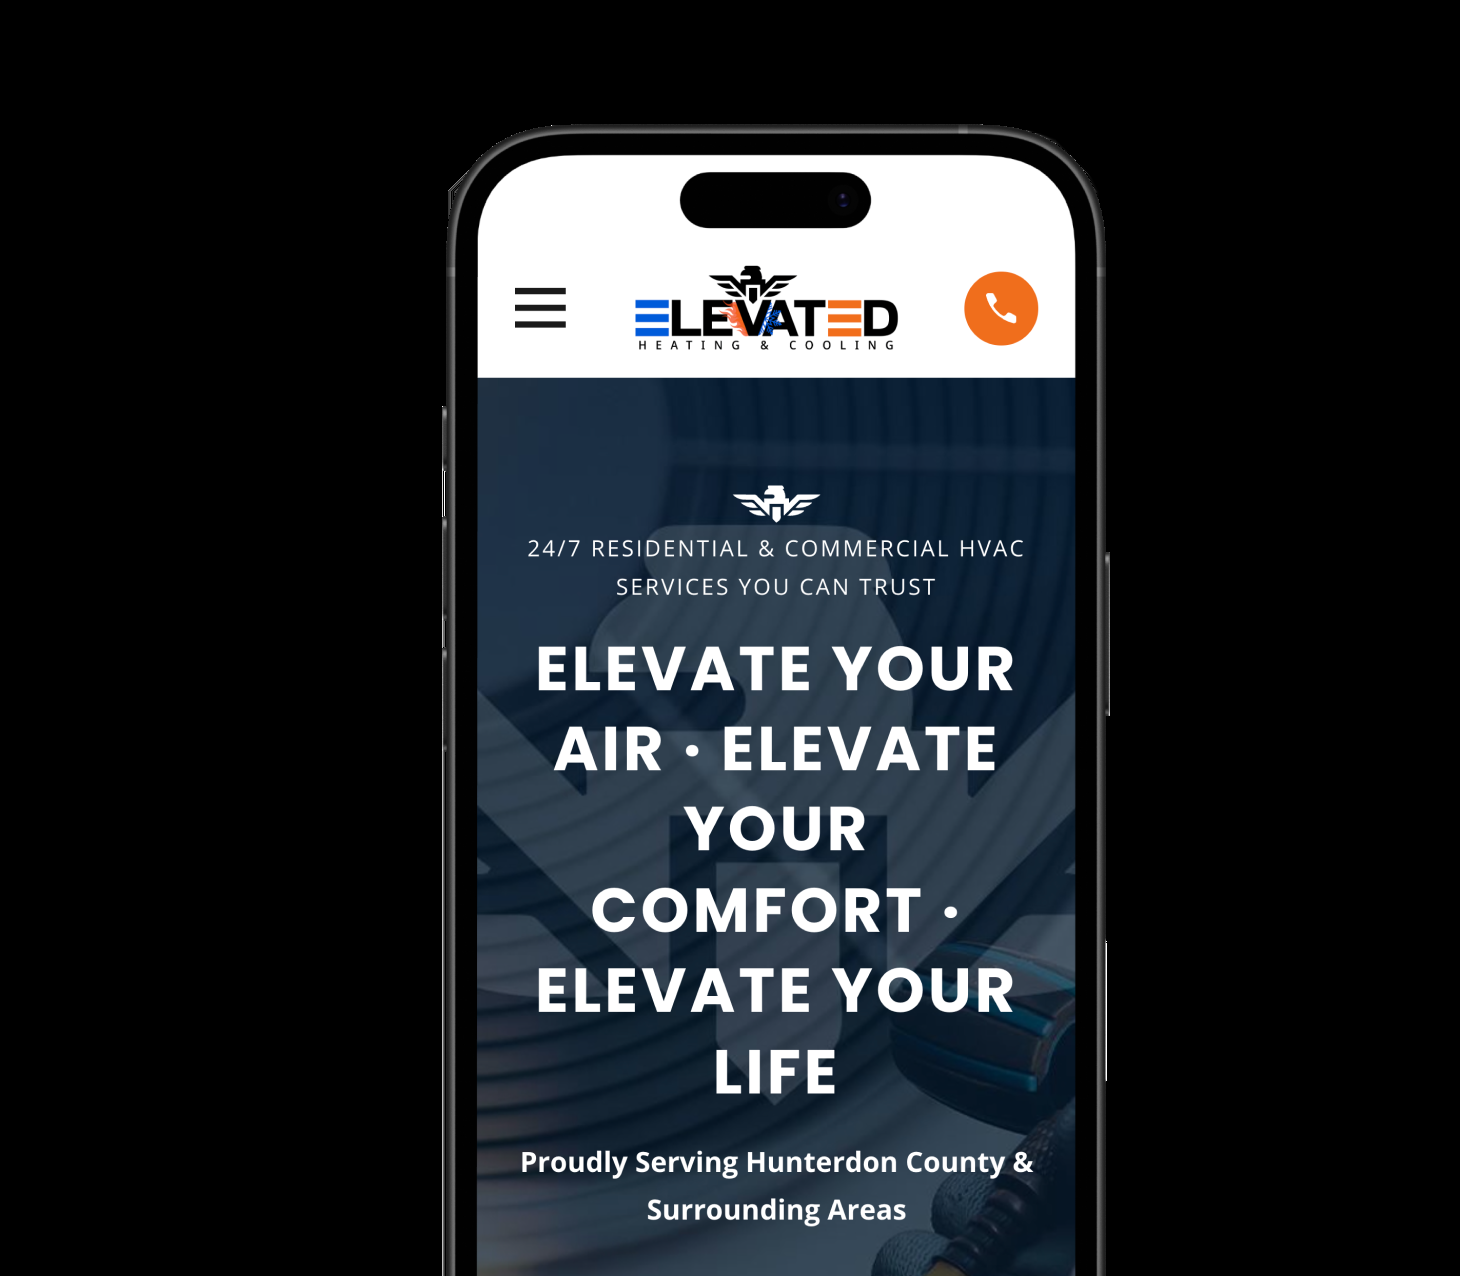 ELEVATED
HEATING & COOLING
24/7 RESIDENTIAL & COMMERCIAL HVAC
SERVICES YOU CAN TRUST
ELEVATE YOUR
AIR · ELEVATE
YOUR
COMFORT ·
ELEVATE YOUR
LIFE
Proudly Serving Hunterdon County &
Surrounding Areas